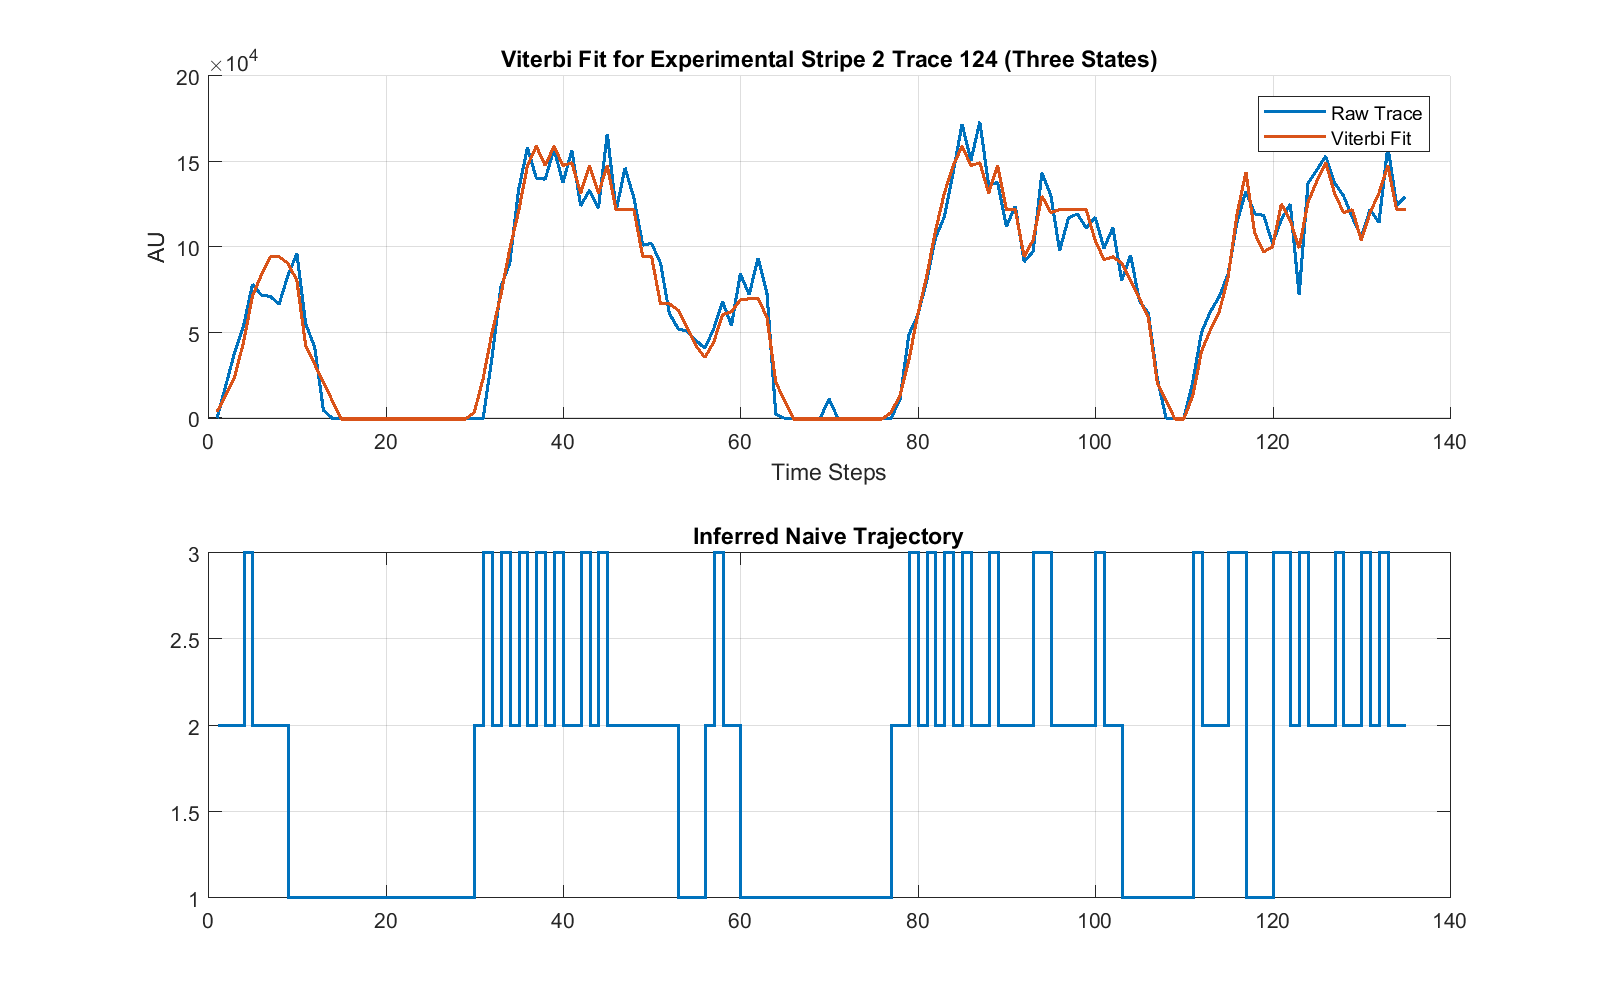 Viterbi Fit for Experimental Stripe 2 Trace 124 (Three States)
×10⁴
20
15
10
5
0
AU
Raw Trace
Viterbi Fit
0 20 40 60 80 100 120 140
Time Steps
Inferred Naive Trajectory
3
2.5
2
1.5
1
0 20 40 60 80 100 120 140